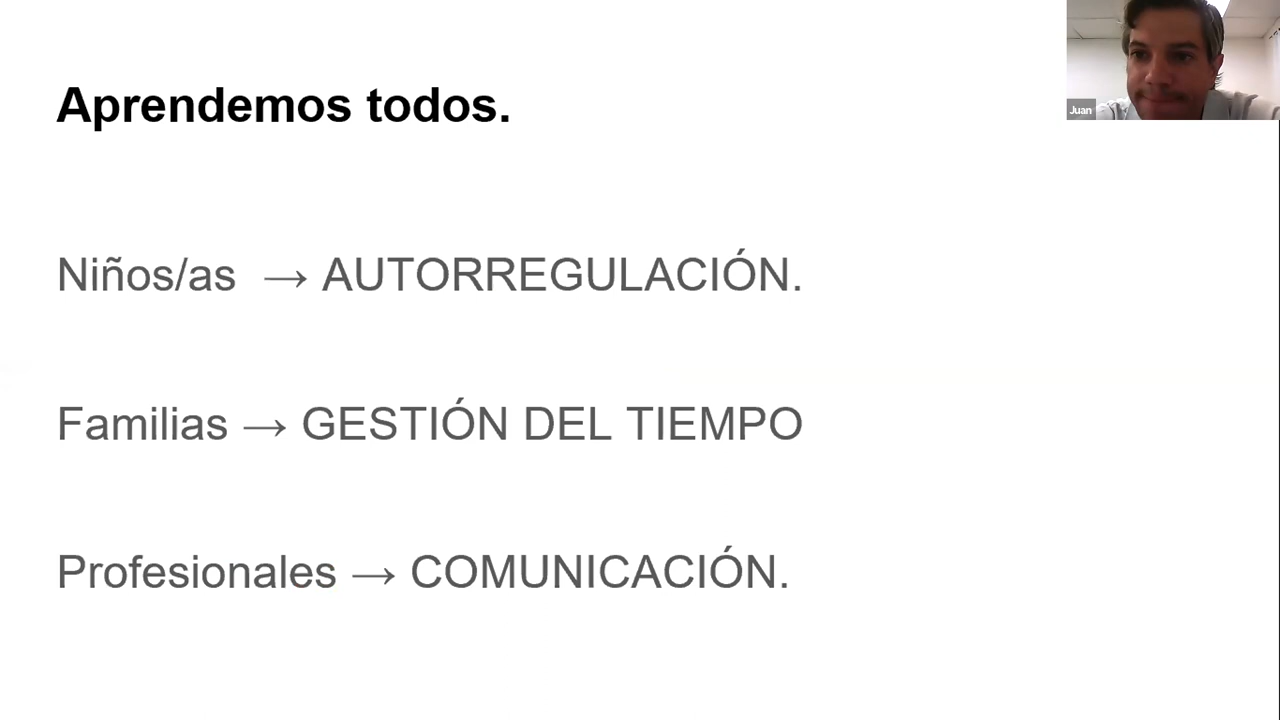 Aprendemos todos.
Juan
Niños/as → AUTORREGULACIÓN.
Familias → GESTIÓN DEL TIEMPO
Profesionales → COMUNICACIÓN.